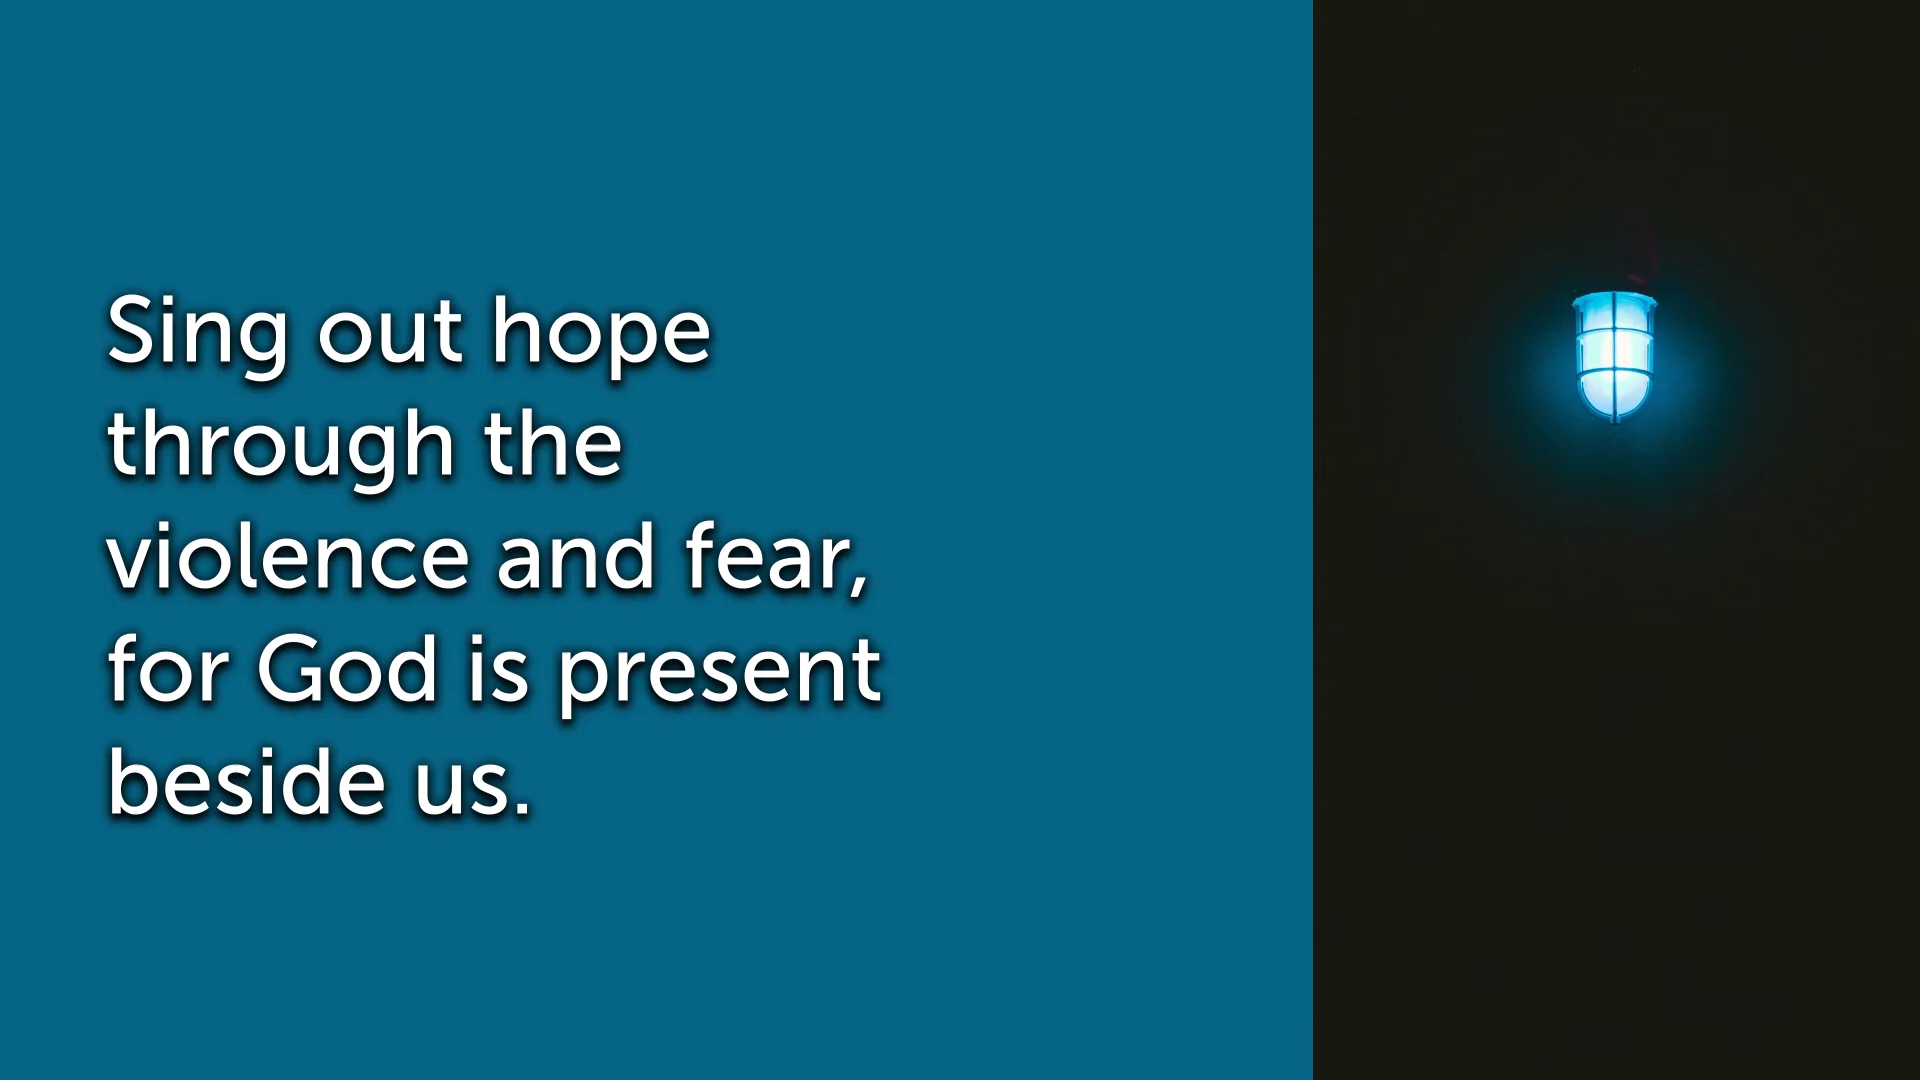 Sing out hope
through the
violence and fear,
for God is present
beside us.